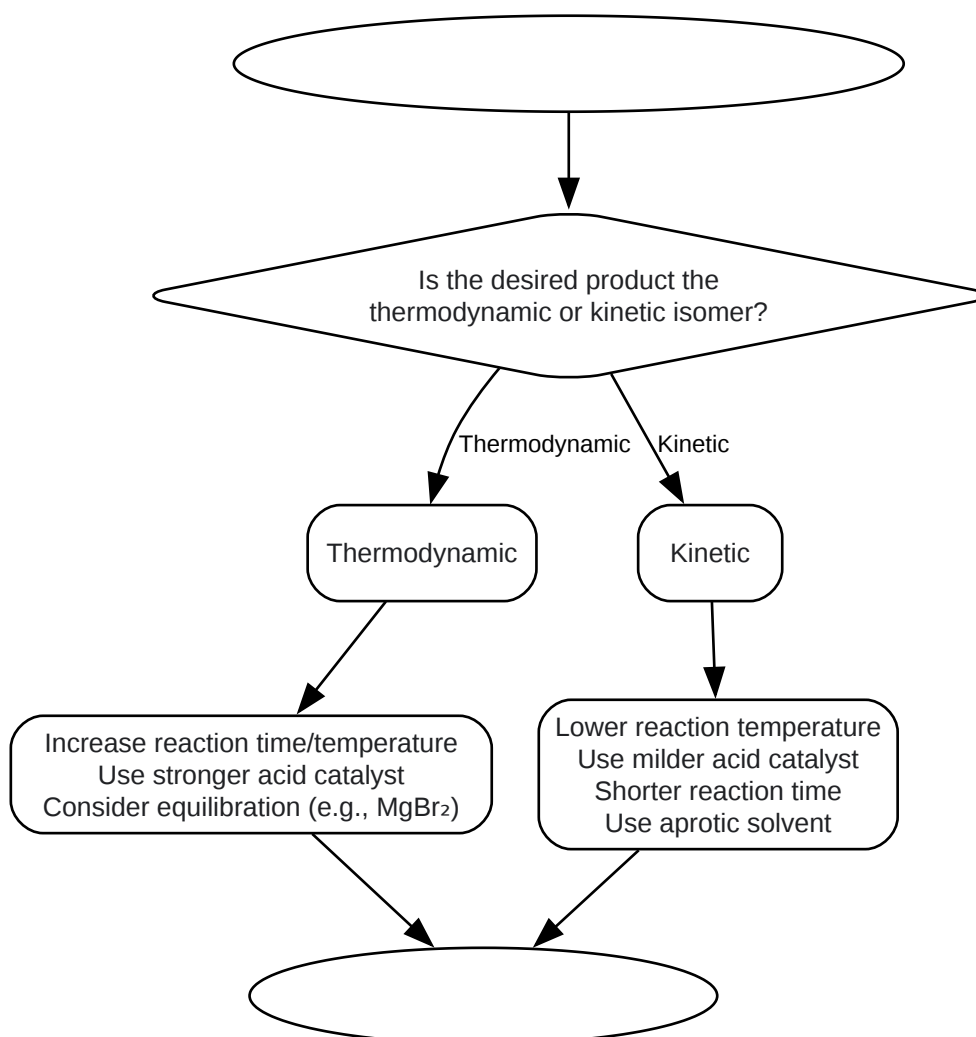 Is the desired product the
thermodynamic or kinetic isomer?
Thermodynamic
Kinetic
Thermodynamic
Kinetic
Increase reaction time/temperature
Use stronger acid catalyst
Consider equilibration (e.g., MgBr₂)
Lower reaction temperature
Use milder acid catalyst
Shorter reaction time
Use aprotic solvent